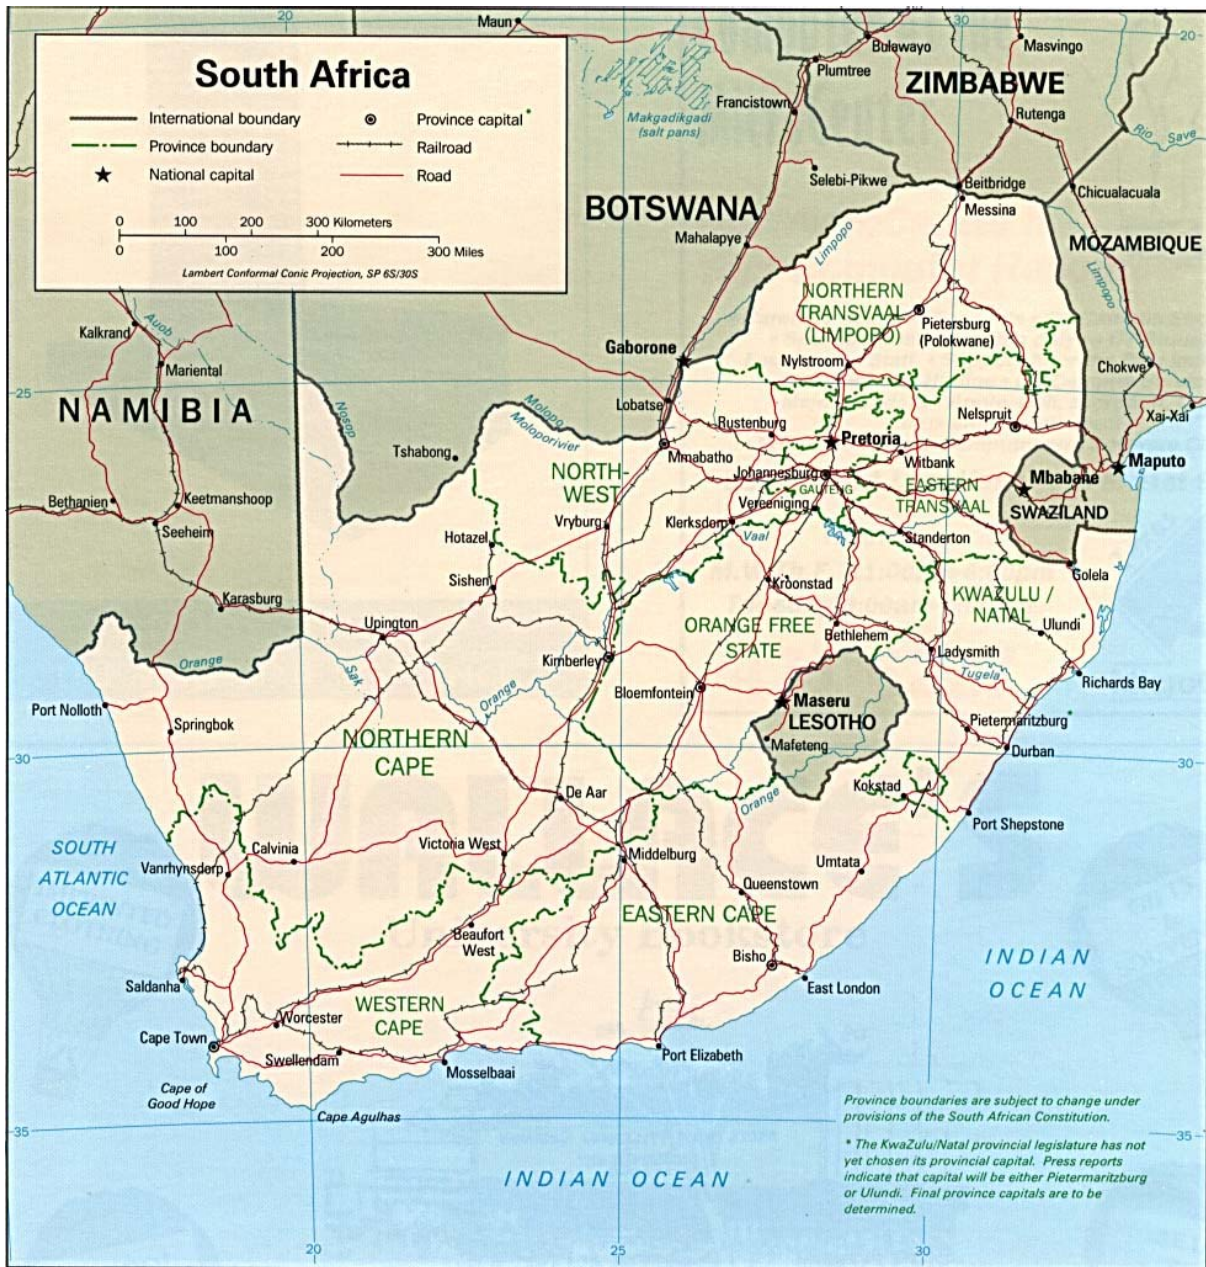 20
30
20
Maun
Bulawayo
Masvingo
Plumtree
ZIMBABWE
South Africa
International boundary
Province capital*
Province boundary
Railroad
National capital
Road
0 100 200 300 Kilometers
0 100 200 300 Miles
Lambert Conformal Conic Projection, SP 6S/30S
Francistown
Makgadikgadi
(salt pans)
Rutenga
Rio Save
Selebi-Pikwe
Beitbridge
Chicualacuala
Messina
BOTSWANA
Mahalapye
Limpopo
MOZAMBIQUE
Limpopo
NORTHERN
TRANSVAAL
(LIMPOPO)
Pietersburg
(Polokwane)
Kalkrand
Auob
Mariental
Gaborone
Nylstroom
Chokwe
25
25
NAMIBIA
Nosop
Molopo
Moloporivier
Lobatse
Rustenburg
Nelspruit
Xai-Xai
Tshabong
Mmabatho
Pretoria
Witbank
Maputo
NORTH-
WEST
Johannesburg
GAUTENG
EASTERN
TRANSVAAL
Mbabane
SWAZILAND
Bethanien
Keetmanshoop
Seeheim
Vereeniging
Vryburg
Klerksdorp
Vaal
Vaal
Standerton
Hotazel
Sishen
Golela
Kroonstad
KWAZULU /
NATAL
Karasburg
Upington
ORANGE FREE
STATE
Bethlehem
Ulundi*
Orange
Sak
Kimberley
Ladysmith
Tugela
Orange
Bloemfontein
Maseru
LESOTHO
Mafeteng
Richards Bay
Port Nolloth
Springbok
Pietermaritzburg*
Durban
NORTHERN
CAPE
30
30
De Aar
Orange
Kokstad
Port Shepstone
SOUTH
ATLANTIC
OCEAN
Calvinia
Victoria West
Middelburg
Umtata
Vanrhynsdorp
Queenstown
EASTERN CAPE
Beaufort
West
Bisho
INDIAN
OCEAN
Saldanha
East London
WESTERN
CAPE
Worcester
Cape Town
Swellendam
Mosselbaai
Port Elizabeth
Cape of
Good Hope
Cape Agulhas
35
35
Province boundaries are subject to change under
provisions of the South African Constitution.
* The KwaZulu/Natal provincial legislature has not
yet chosen its provincial capital. Press reports
indicate that capital will be either Pietermaritzburg
or Ulundi. Final province capitals are to be
determined.
INDIAN OCEAN
20
25
30